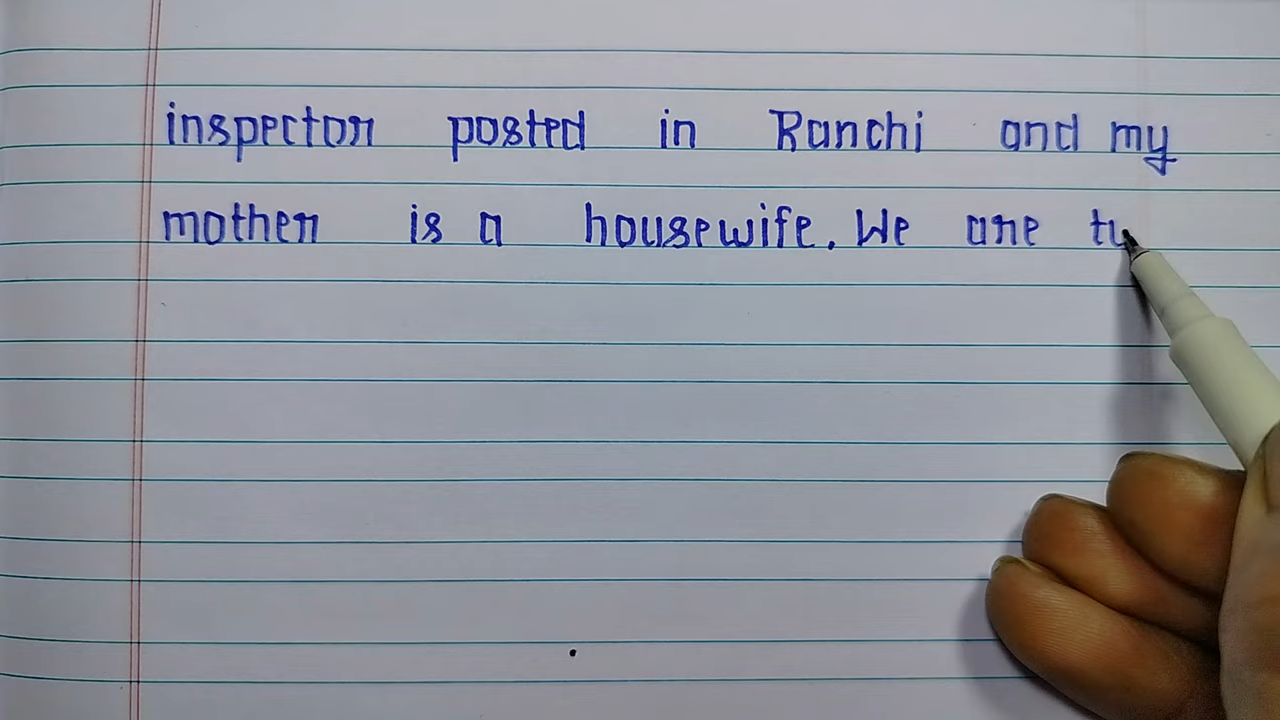 inspector posted in Ranchi and my
mother is a housewife. We are